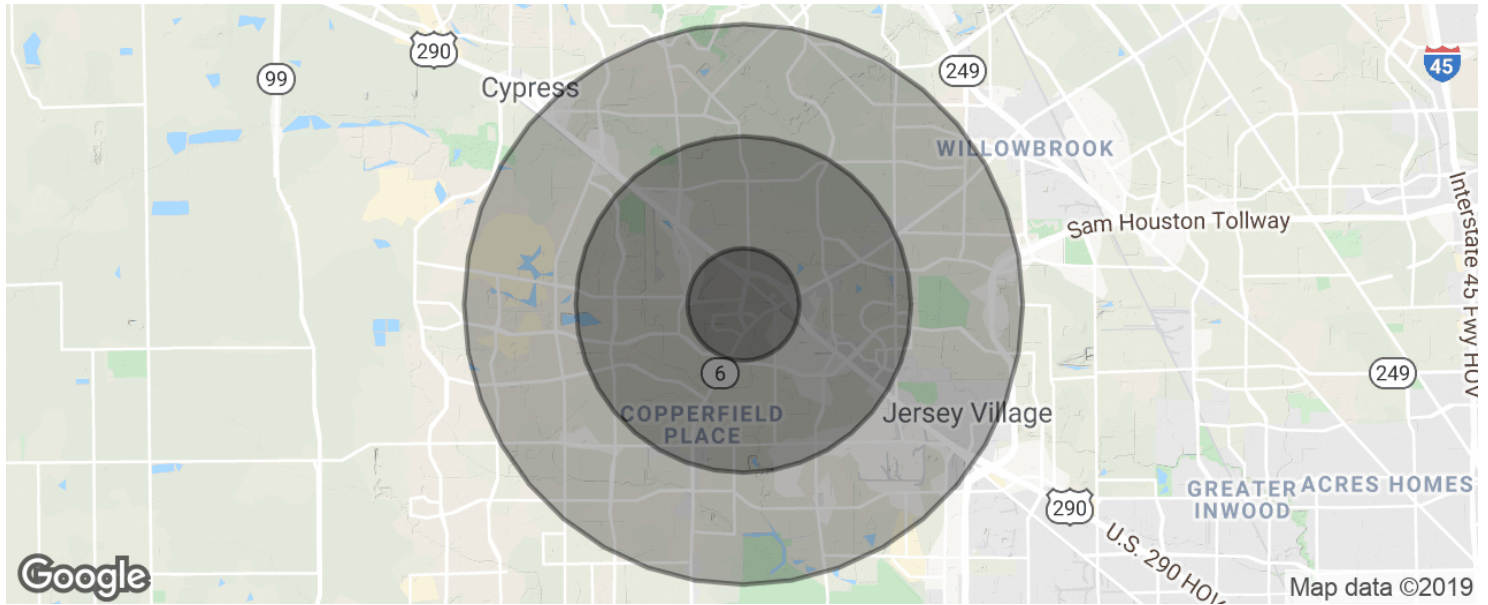 290
99
Cypress
249
45
WILLOWBROOK
Sam Houston Tollway
Interstate 45 Fwy HOV
6
249
COPPERFIELD
PLACE
Jersey Village
290
GREATER
INWOOD
ACRES HOMES
U.S. 290 HOV
Google
Map data ©2019